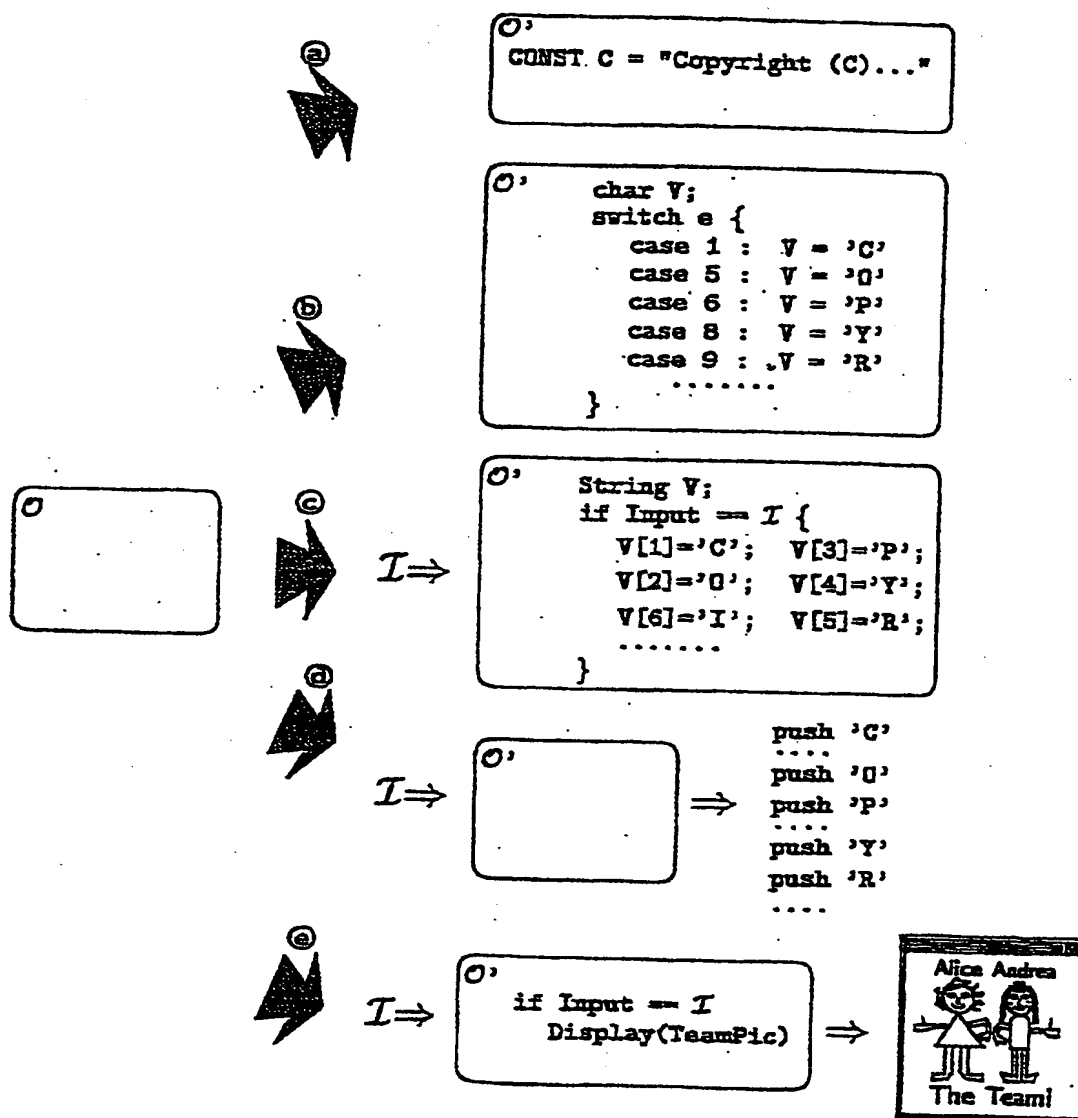 ⓐ
O'
CONST C = "Copyright (C)..."
ⓑ
O'
char V;
switch e {
case 1 : V = 'C'
case 5 : V = 'O'
case 6 : V = 'P'
case 8 : V = 'Y'
case 9 : V = 'R'
.......
}
O
ⓒ
I ⇒
O'
String V;
if Input == I {
V[1]='C'; V[3]='P';
V[2]='O'; V[4]='Y';
V[6]='I'; V[5]='R';
.......
}
ⓓ
I ⇒
O'
⇒
push 'C'
....
push 'O'
push 'P'
....
push 'Y'
push 'R'
....
ⓔ
I ⇒
O'
if Input == I
Display(TeamPic)
⇒
Alice Andrea
The Team!